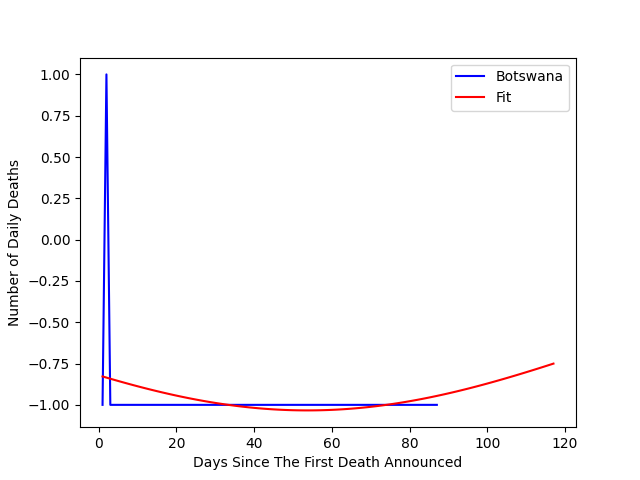 1.00
0.75
0.50
0.25
0.00
−0.25
−0.50
−0.75
−1.00
Number of Daily Deaths
0 20 40 60 80 100 120
Days Since The First Death Announced
Botswana
Fit